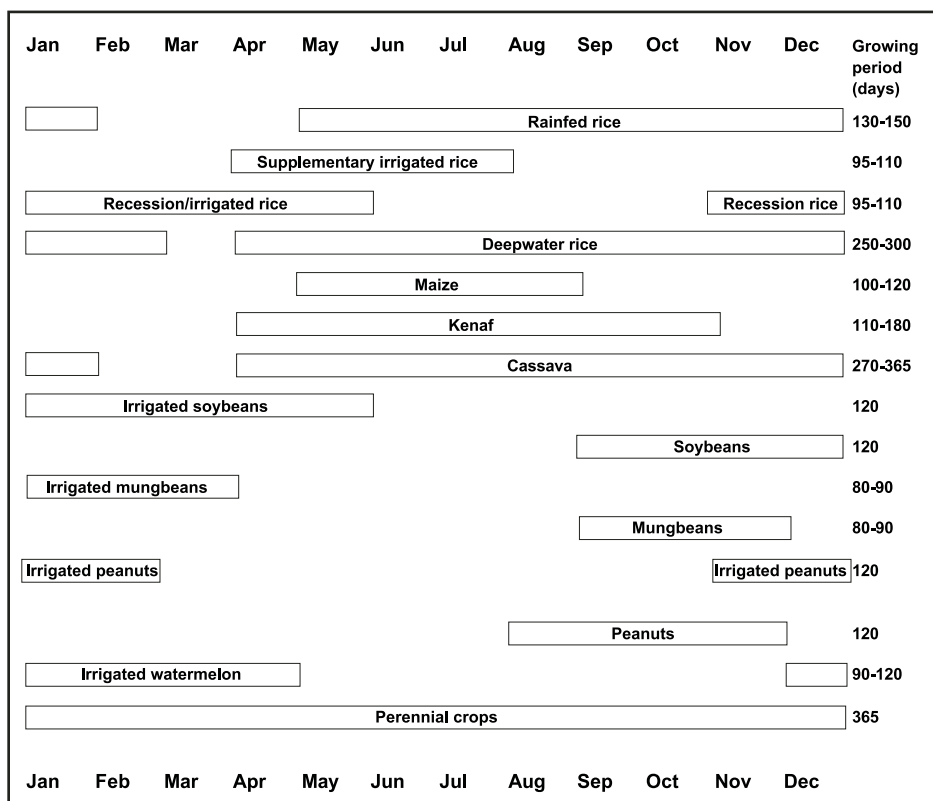 Jan Feb Mar Apr May Jun Jul Aug Sep Oct Nov Dec Growing
period
(days)
Rainfed rice 130-150
Supplementary irrigated rice 95-110
Recession/irrigated rice Recession rice 95-110
Deepwater rice 250-300
Maize 100-120
Kenaf 110-180
Cassava 270-365
Irrigated soybeans 120
Soybeans 120
Irrigated mungbeans 80-90
Mungbeans 80-90
Irrigated peanuts Irrigated peanuts 120
Peanuts 120
Irrigated watermelon 90-120
Perennial crops 365
Jan Feb Mar Apr May Jun Jul Aug Sep Oct Nov Dec